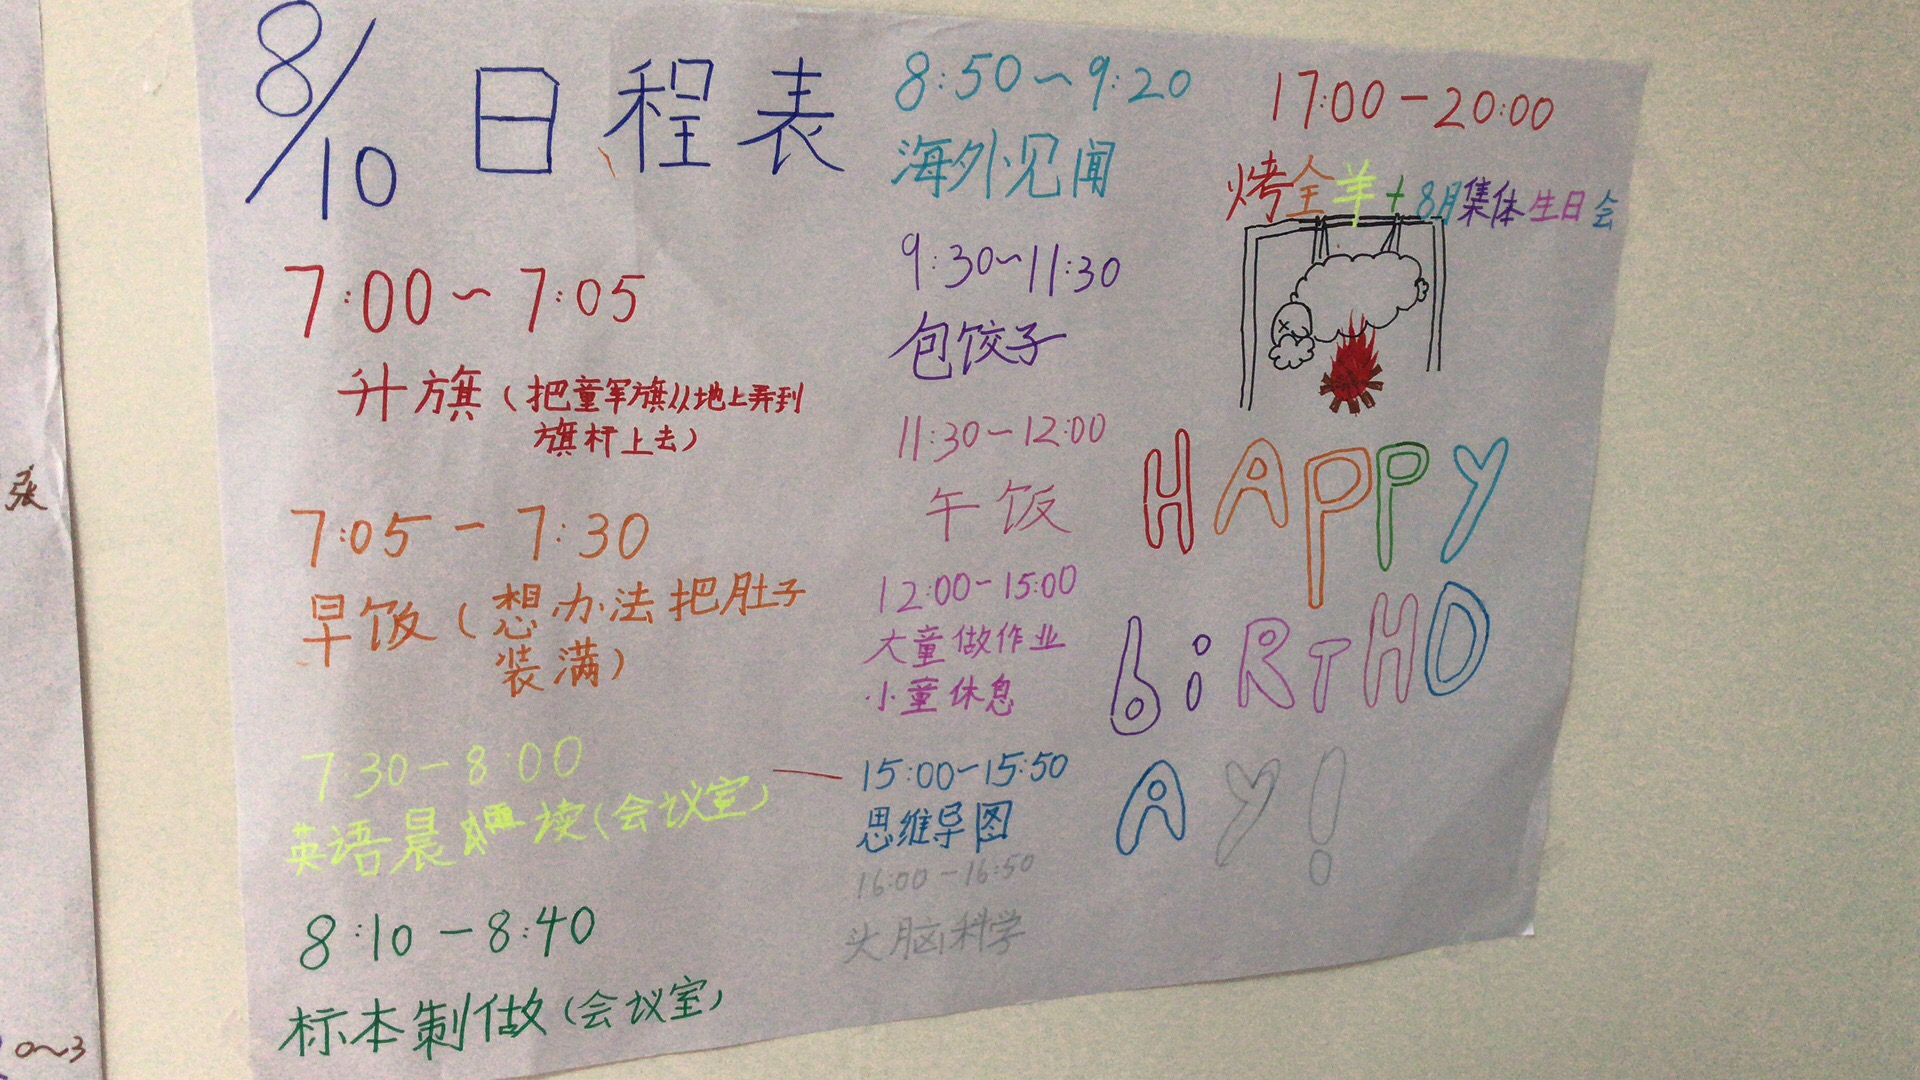 8/10 日程表
7:00~7:05
升旗(把童军旗从地上弄到
旗杆上去)
7:05-7:30
早饭(想办法把肚子
装满)
7:30-8:00
英语晨读(会议室)
8:10-8:40
标本制做(会议室)
8:50~9:20
海外见闻
9:30~11:30
包饺子
11:30-12:00
午饭
12:00-15:00
大童做作业
小童休息
15:00-15:50
思维导图
16:00-16:50
头脑科学
17:00-20:00
烤全羊+8月集体生日会
HAPPY
biRTHD
AY!
张
0~3